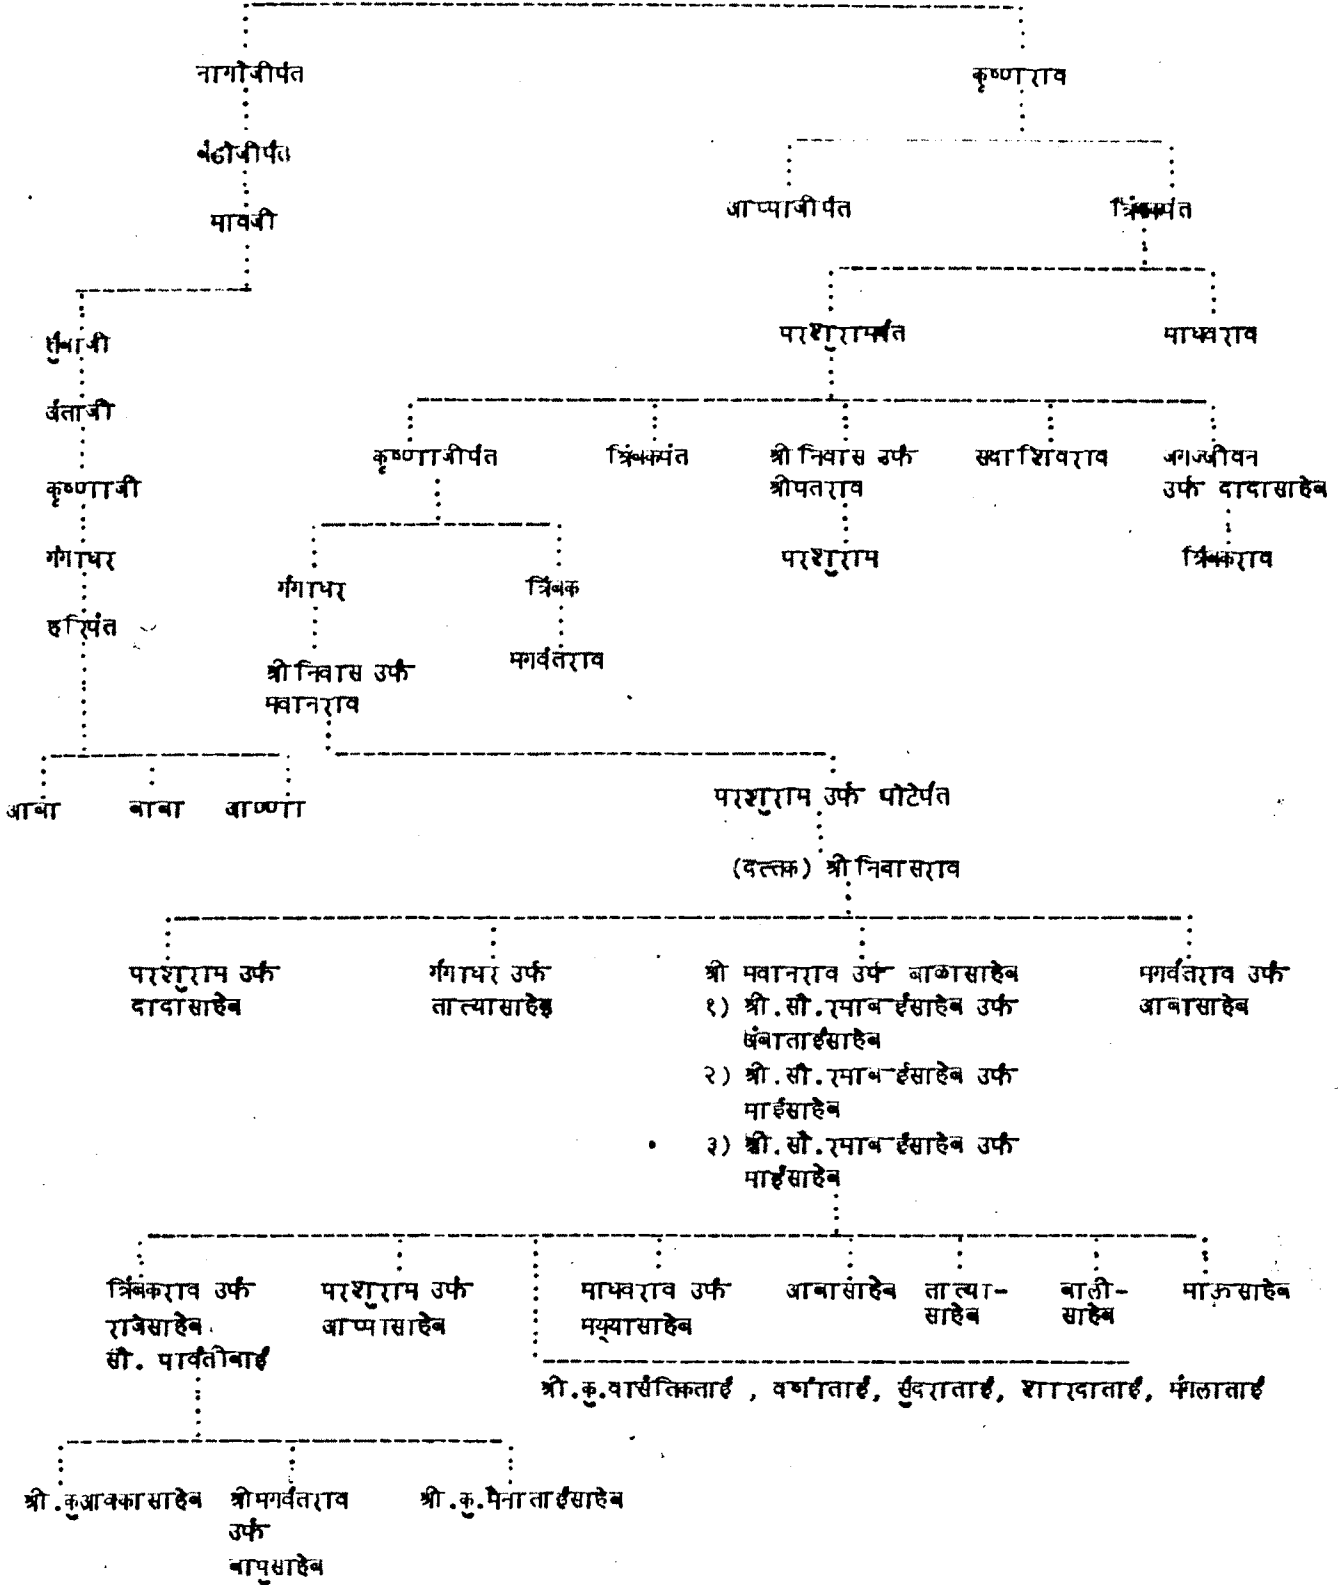 नागोजीपंत
कृष्णराव
बंडोजीपंत
मावजी
आप्पाजीपंत
त्रिंबकपंत
परशुरामपंत
माधवराव
शुंबाजी
अंताजी
कृष्णाजीपंत
त्रिंबकपंत
श्रीनिवास उर्फ
श्रीपतराव
सदाशिवराव
जगज्जीवन
उर्फ दादासाहेब
कृष्णाजी
गंगाधर
परशुराम
त्रिंबकराव
गंगाधर
त्रिंबक
हरिपंत
श्रीनिवास उर्फ
भवानराव
भगवंतराव
आबा
बाबा
आण्णा
परशुराम उर्फ थोटेपंत
(दत्तक) श्रीनिवासराव
परशुराम उर्फ
दादासाहेब
गंगाधर उर्फ
तात्यासाहेब
श्री भवानराव उर्फ बाळासाहेब
१) श्री.सौ.रमाबाईसाहेब उर्फ
अंबाताईसाहेब
२) श्री.सौ.रमाबाईसाहेब उर्फ
माईसाहेब
३) श्री.सौ.रमाबाईसाहेब उर्फ
माईसाहेब
भगवंतराव उर्फ
आबासाहेब
त्रिंबकराव उर्फ
राजेसाहेब
सौ. पार्वतीबाई
परशुराम उर्फ
आप्पासाहेब
माधवराव उर्फ
भय्यासाहेब
आबासाहेब
तात्या-
साहेब
बाली-
साहेब
भाऊसाहेब
श्री.कु.वासंतिकताई , वर्षाताई, सुंदराताई, शारदाताई, मंगलाताई
श्री.कुआक्कासाहेब
श्रीभगवंतराव
उर्फ
बापुसाहेब
श्री.कु.मैनाताईसाहेब